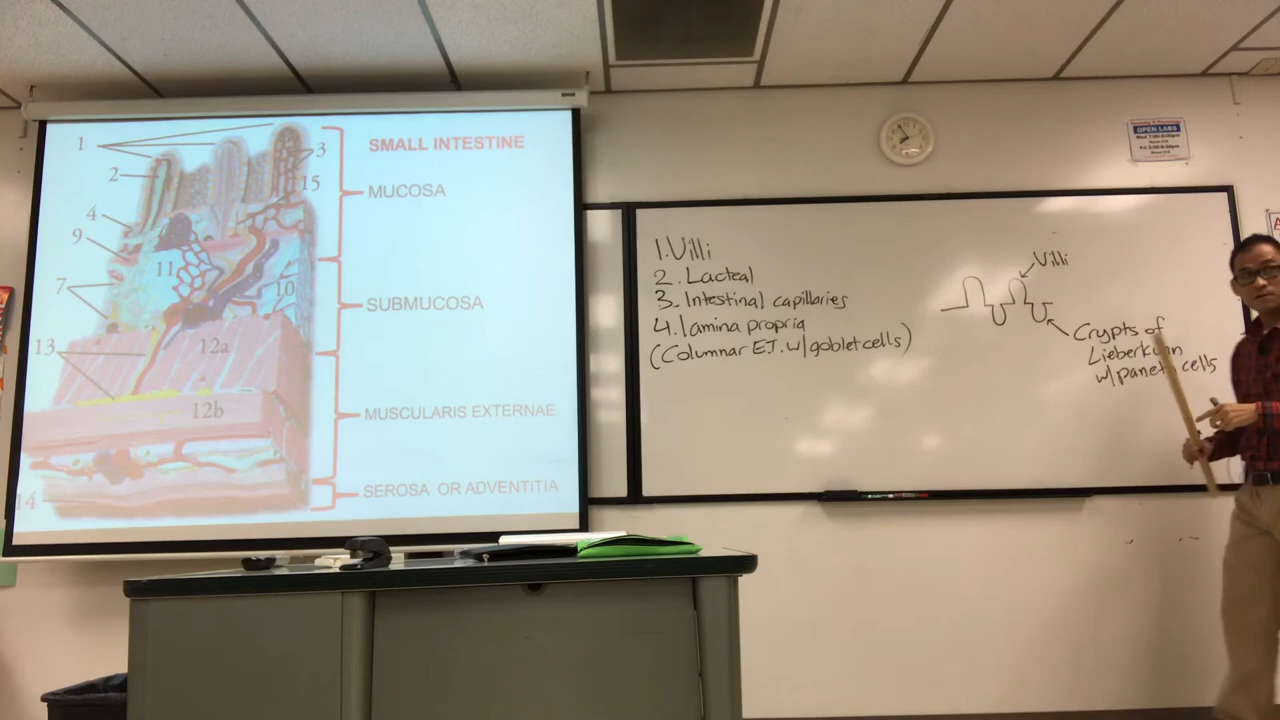 1
2
3
15
4
9
7
11
10
13
12a
12b
14
SMALL INTESTINE
MUCOSA
SUBMUCOSA
MUSCULARIS EXTERNAE
SEROSA OR ADVENTITIA
1. Villi
2. Lacteal
3. Intestinal capillaries
4. lamina propria
(Columnar E.T. w/ goblet cells)
Villi
Crypts of
w/ cells
OPEN LABS